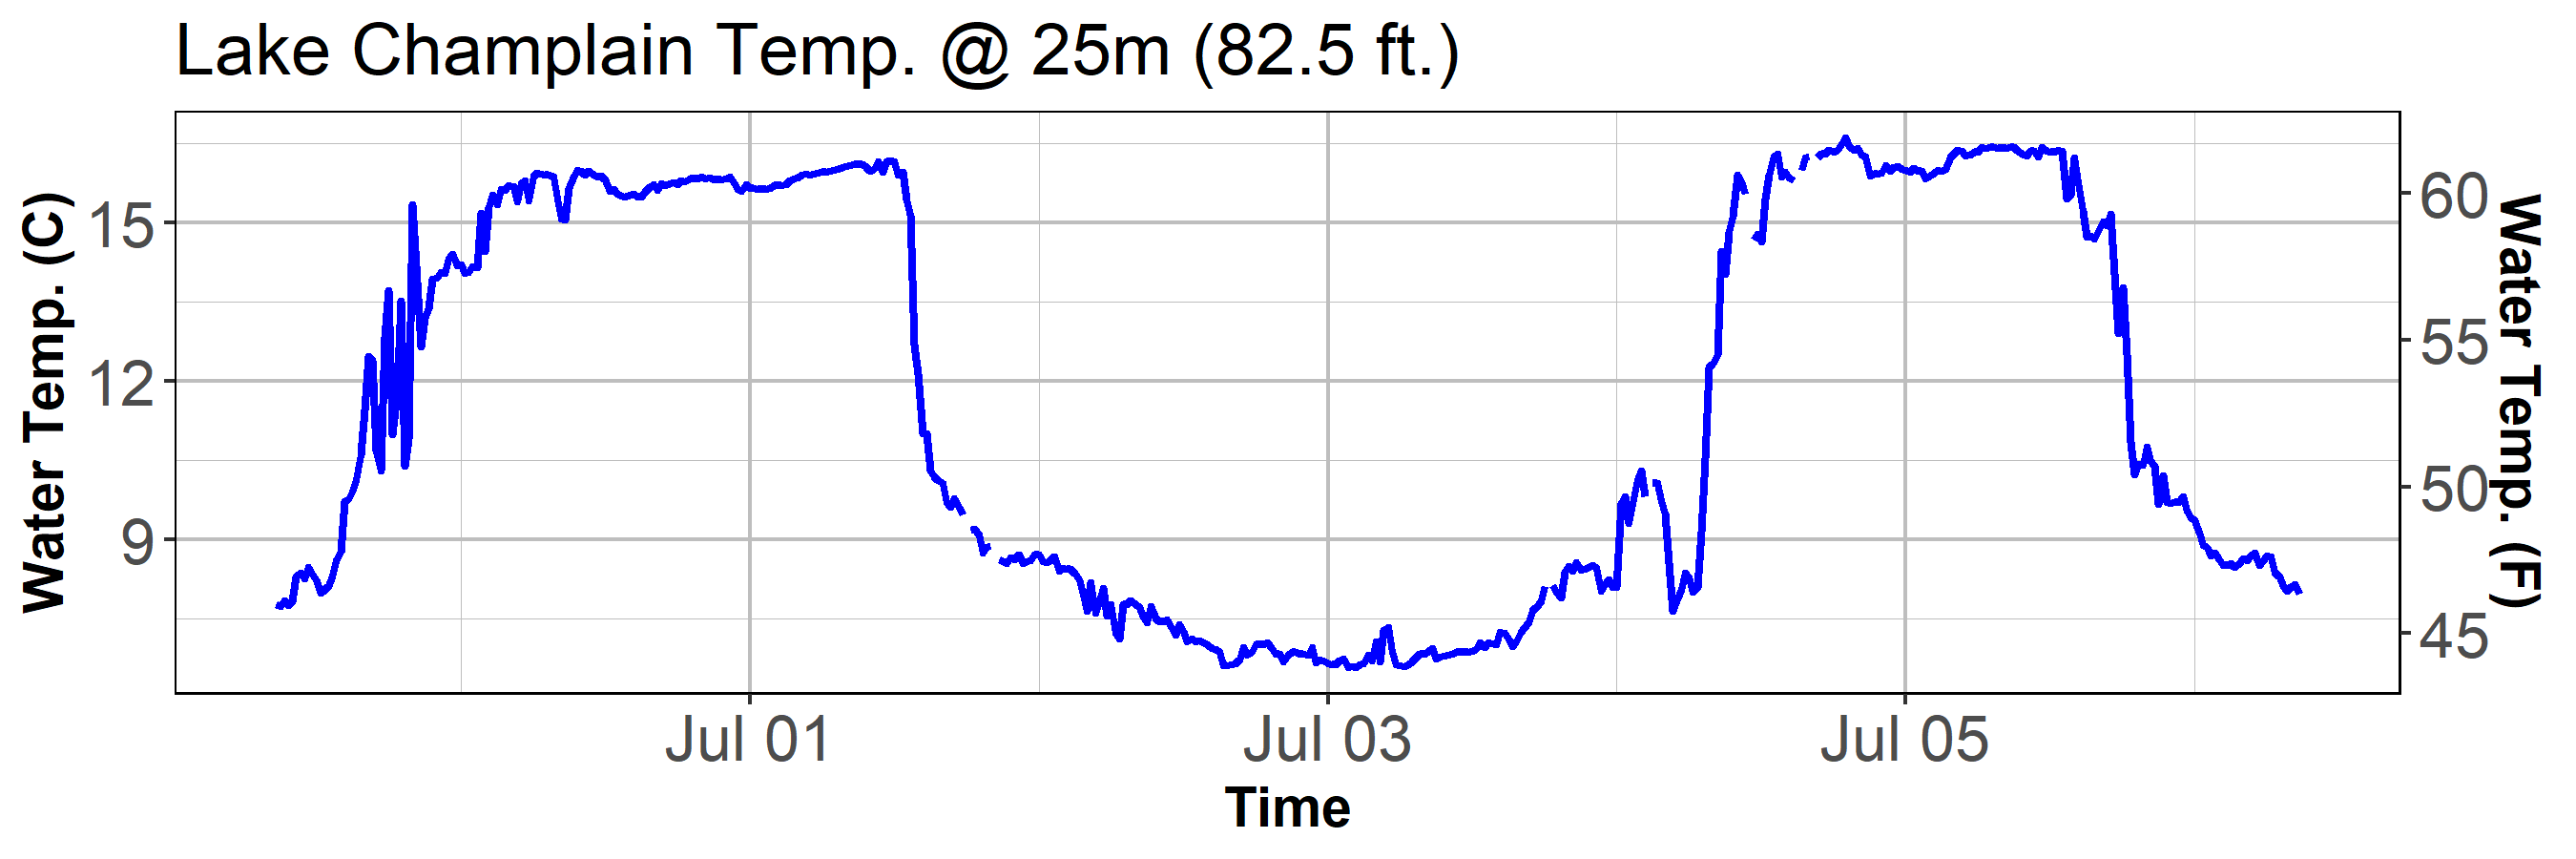 Lake Champlain Temp. @ 25m (82.5 ft.)
Water Temp. (C)
15
12
9
60
55
50
45
Water Temp. (F)
Jul 01
Jul 03
Jul 05
Time